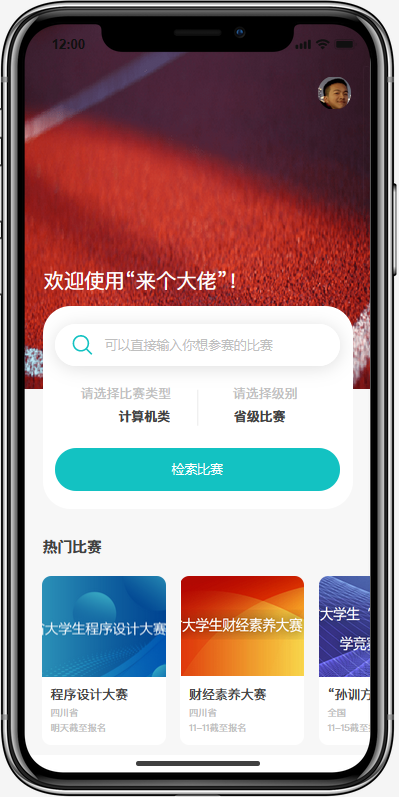 12:00
欢迎使用“来个大佬”！
可以直接输入你想参赛的比赛
请选择比赛类型 请选择级别
计算机类 省级比赛
检索比赛
热门比赛
大学生程序设计大赛
大学生财经素养大赛
大学生“
学竞赛
程序设计大赛
四川省
明天截至报名
财经素养大赛
四川省
11-11截至报名
“孙训方
全国
11-15截至